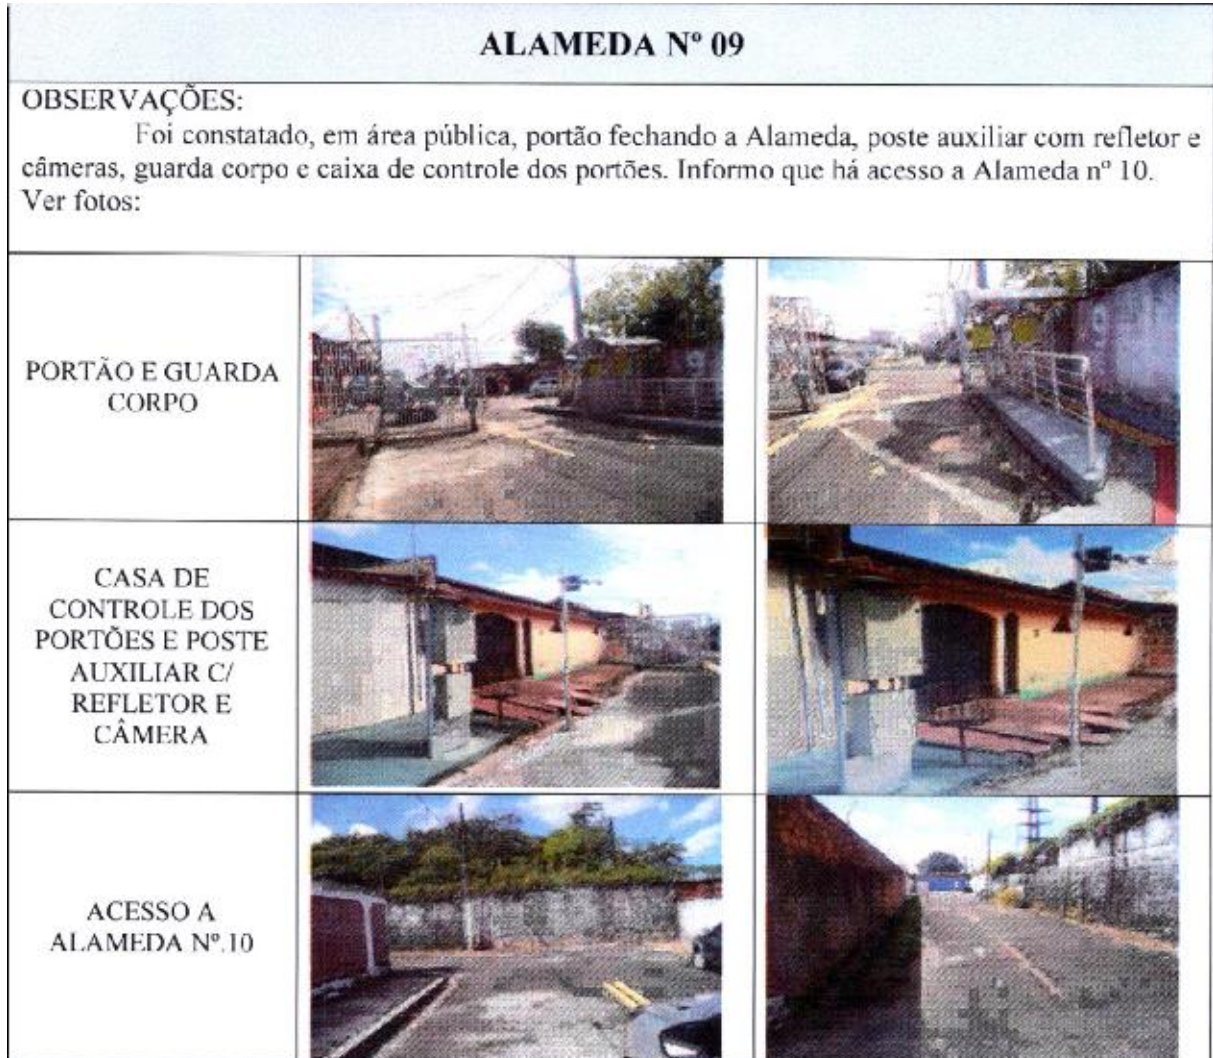 ALAMEDA Nº 09
OBSERVAÇÕES:
Foi constatado, em área pública, portão fechando a Alameda, poste auxiliar com refletor e
câmeras, guarda corpo e caixa de controle dos portões. Informo que há acesso a Alameda nº 10.
Ver fotos:
PORTÃO E GUARDA
CORPO
9
9
CASA DE
CONTROLE DOS
PORTÕES E POSTE
AUXILIAR C/
REFLETOR E
CÂMERA
ACESSO A
ALAMEDA Nº.10